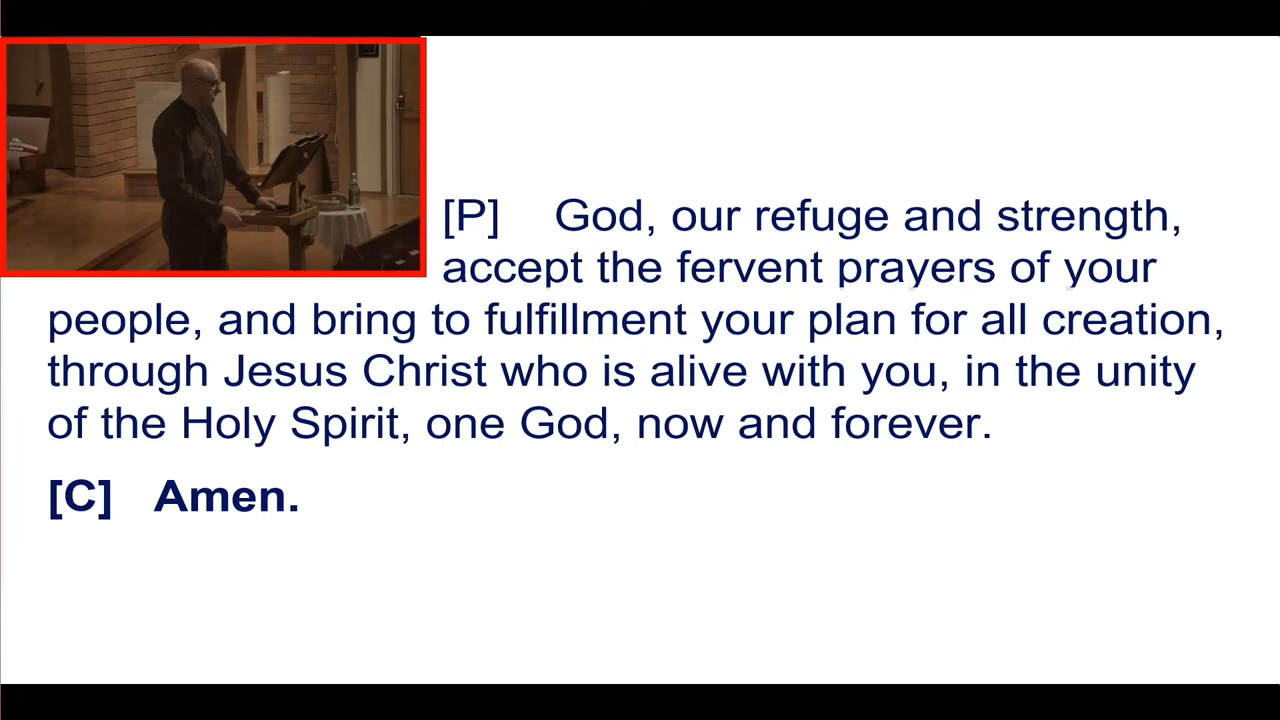 [P] God, our refuge and strength,
accept the fervent prayers of your
people, and bring to fulfillment your plan for all creation,
through Jesus Christ who is alive with you, in the unity
of the Holy Spirit, one God, now and forever.
[C] Amen.